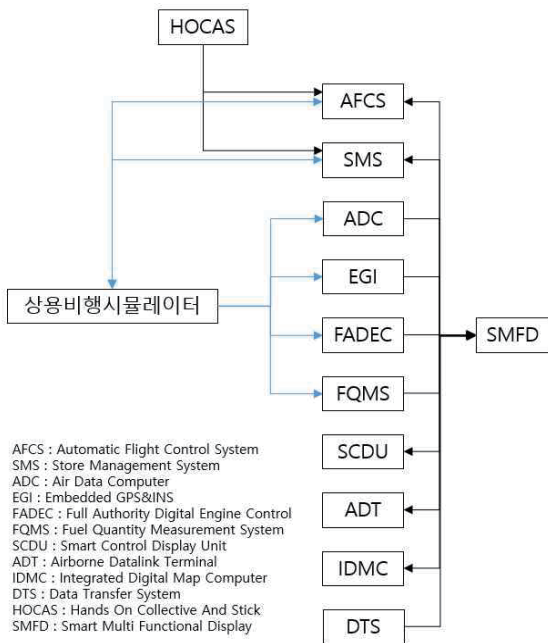 HOCAS
AFCS
SMS
ADC
EGI
상용비행시뮬레이터
FADEC
SMFD
FQMS
SCDU
ADT
IDMC
DTS
AFCS : Automatic Flight Control System
SMS : Store Management System
ADC : Air Data Computer
EGI : Embedded GPS&INS
FADEC : Full Authority Digital Engine Control
FQMS : Fuel Quantity Measurement System
SCDU : Smart Control Display Unit
ADT : Airborne Datalink Terminal
IDMC : Integrated Digital Map Computer
DTS : Data Transfer System
HOCAS : Hands On Collective And Stick
SMFD : Smart Multi Functional Display